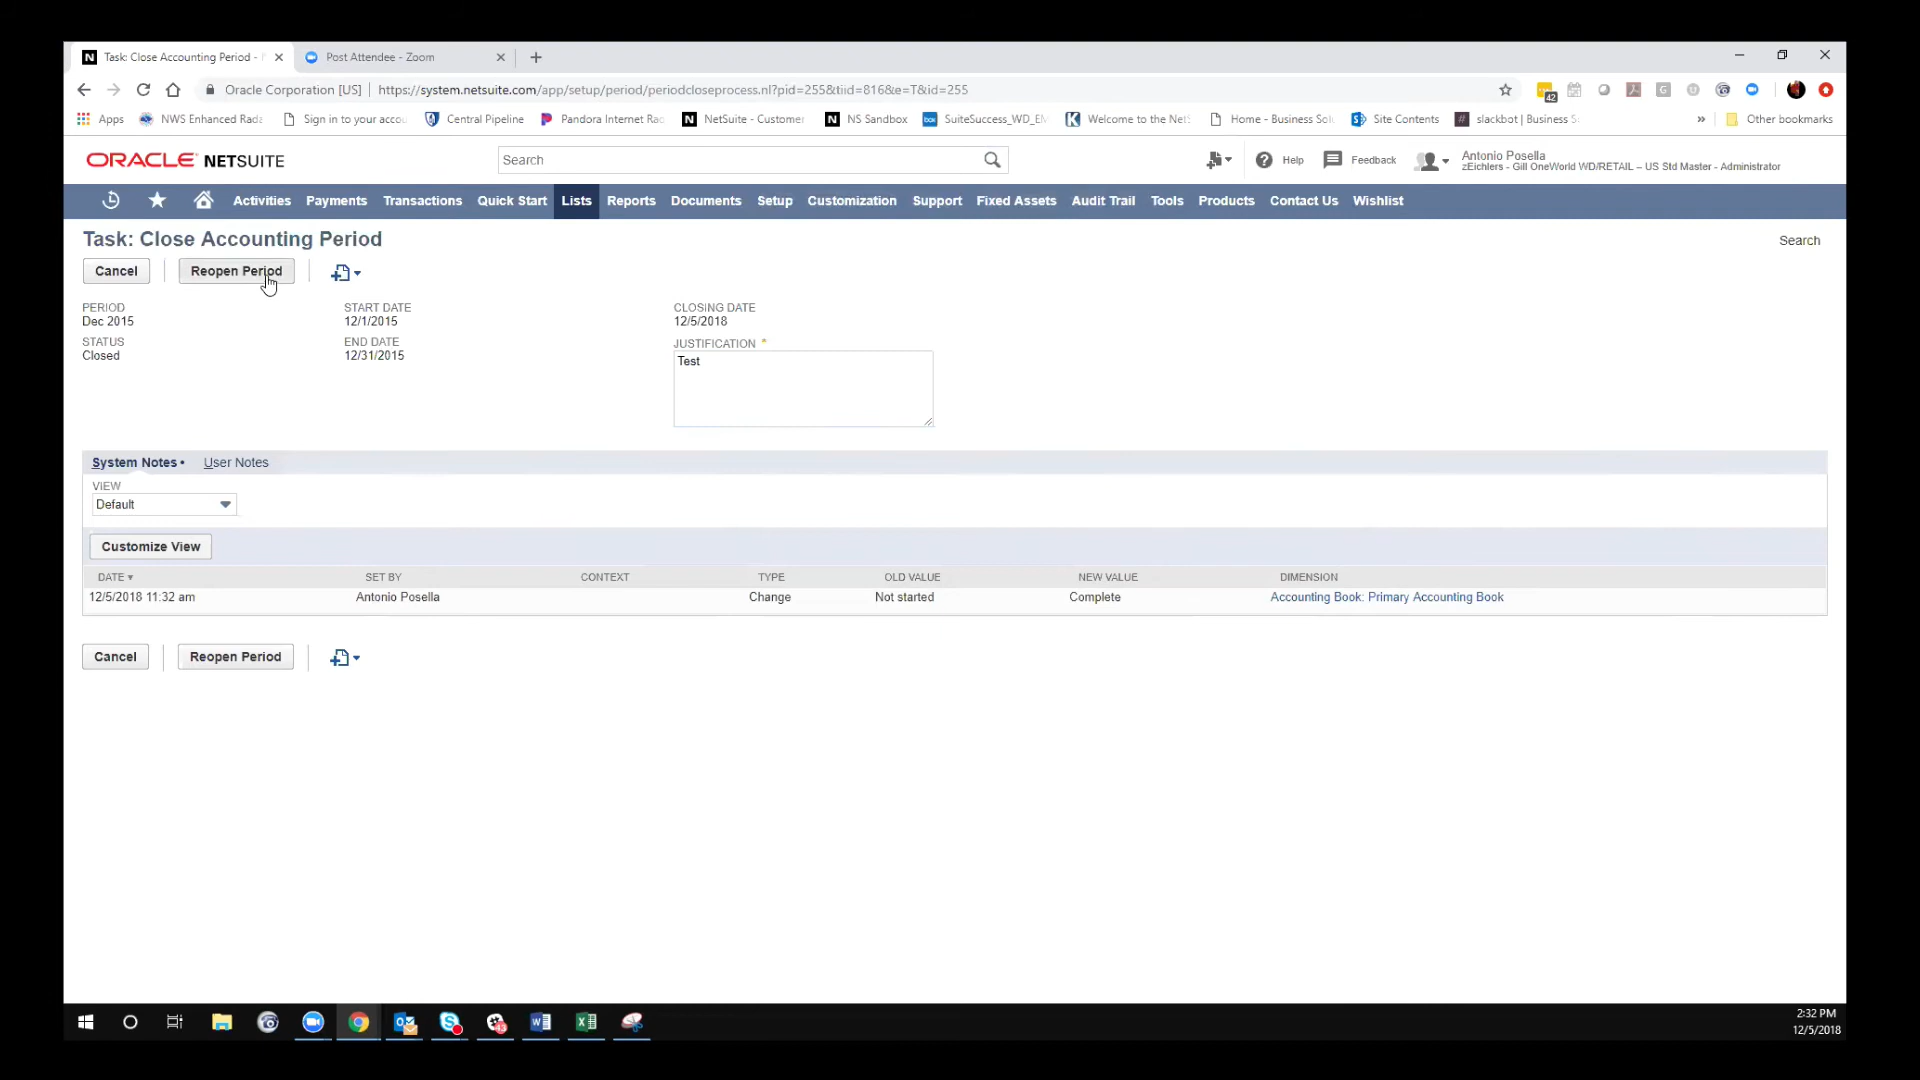 Task: Close Accounting Period -
Post Attendee - Zoom
Oracle Corporation [US] | https://system.netsuite.com/app/setup/period/periodcloseprocess.nl?pid=255&tiid=816&e=T&id=255
42
Apps NWS Enhanced Rada Sign in to your accou Central Pipeline Pandora Internet Rad NetSuite - Customer NS Sandbox SuiteSuccess_WD_EM Welcome to the Net Home - Business Solu Site Contents slackbot | Business S » Other bookmarks
ORACLE NETSUITE Search Help Feedback Antonio Posella
zEichlers - Gill OneWorld WD/RETAIL – US Std Master - Administrator
Activities Payments Transactions Quick Start Lists Reports Documents Setup Customization Support Fixed Assets Audit Trail Tools Products Contact Us Wishlist
Task: Close Accounting Period Search
Cancel Reopen Period
PERIOD START DATE CLOSING DATE
Dec 2015 12/1/2015 12/5/2018
STATUS END DATE JUSTIFICATION *
Closed 12/31/2015 Test
System Notes • User Notes
VIEW
Default
Customize View
DATE ▾ SET BY CONTEXT TYPE OLD VALUE NEW VALUE DIMENSION
12/5/2018 11:32 am Antonio Posella Change Not started Complete Accounting Book: Primary Accounting Book
Cancel Reopen Period
2:32 PM
12/5/2018